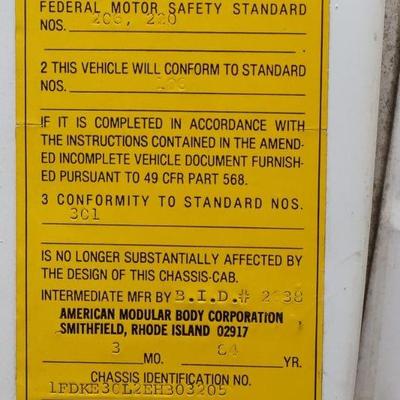 FEDERAL MOTOR SAFETY STANDARD
NOS. 206, 220
2 THIS VEHICLE WILL CONFORM TO STANDARD
NOS.
IF IT IS COMPLETED IN ACCORDANCE WITH
THE INSTRUCTIONS CONTAINED IN THE AMEND-
ED INCOMPLETE VEHICLE DOCUMENT FURNISH-
ED PURSUANT TO 49 CFR PART 568.
3 CONFORMITY TO STANDARD NOS.
301
IS NO LONGER SUBSTANTIALLY AFFECTED BY
THE DESIGN OF THIS CHASSIS-CAB.
INTERMEDIATE MFR BY B.I.D.#
AMERICAN MODULAR BODY CORPORATION
SMITHFIELD, RHODE ISLAND 02917
3 MO. 84 YR.
CHASSIS IDENTIFICATION NO.
1FDKE30L2EH303205